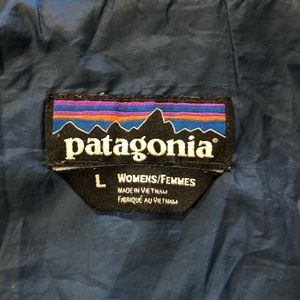 patagonia®
L WOMENS/FEMMES
MADE IN VIETNAM
FABRIQUÉ AU VIETNAM